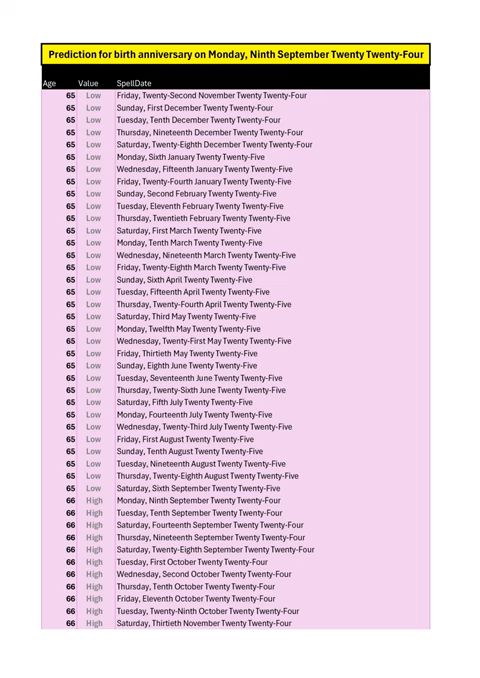 Prediction for birth anniversary on Monday, Ninth September Twenty Twenty-Four
Age Value SpellDate
65 Low Friday, Twenty-Second November Twenty Twenty-Four
65 Low Sunday, First December Twenty Twenty-Four
65 Low Tuesday, Tenth December Twenty Twenty-Four
65 Low Thursday, Nineteenth December Twenty Twenty-Four
65 Low Saturday, Twenty-Eighth December Twenty Twenty-Four
65 Low Monday, Sixth January Twenty Twenty-Five
65 Low Wednesday, Fifteenth January Twenty Twenty-Five
65 Low Friday, Twenty-Fourth January Twenty Twenty-Five
65 Low Sunday, Second February Twenty Twenty-Five
65 Low Tuesday, Eleventh February Twenty Twenty-Five
65 Low Thursday, Twentieth February Twenty Twenty-Five
65 Low Saturday, First March Twenty Twenty-Five
65 Low Monday, Tenth March Twenty Twenty-Five
65 Low Wednesday, Nineteenth March Twenty Twenty-Five
65 Low Friday, Twenty-Eighth March Twenty Twenty-Five
65 Low Sunday, Sixth April Twenty Twenty-Five
65 Low Tuesday, Fifteenth April Twenty Twenty-Five
65 Low Thursday, Twenty-Fourth April Twenty Twenty-Five
65 Low Saturday, Third May Twenty Twenty-Five
65 Low Monday, Twelfth May Twenty Twenty-Five
65 Low Wednesday, Twenty-First May Twenty Twenty-Five
65 Low Friday, Thirtieth May Twenty Twenty-Five
65 Low Sunday, Eighth June Twenty Twenty-Five
65 Low Tuesday, Seventeenth June Twenty Twenty-Five
65 Low Thursday, Twenty-Sixth June Twenty Twenty-Five
65 Low Saturday, Fifth July Twenty Twenty-Five
65 Low Monday, Fourteenth July Twenty Twenty-Five
65 Low Wednesday, Twenty-Third July Twenty Twenty-Five
65 Low Friday, First August Twenty Twenty-Five
65 Low Sunday, Tenth August Twenty Twenty-Five
65 Low Tuesday, Nineteenth August Twenty Twenty-Five
65 Low Thursday, Twenty-Eighth August Twenty Twenty-Five
65 Low Saturday, Sixth September Twenty Twenty-Five
66 High Monday, Ninth September Twenty Twenty-Four
66 High Tuesday, Tenth September Twenty Twenty-Four
66 High Saturday, Fourteenth September Twenty Twenty-Four
66 High Thursday, Nineteenth September Twenty Twenty-Four
66 High Saturday, Twenty-Eighth September Twenty Twenty-Four
66 High Tuesday, First October Twenty Twenty-Four
66 High Wednesday, Second October Twenty Twenty-Four
66 High Thursday, Tenth October Twenty Twenty-Four
66 High Friday, Eleventh October Twenty Twenty-Four
66 High Tuesday, Twenty-Ninth October Twenty Twenty-Four
66 High Saturday, Thirtieth November Twenty Twenty-Four